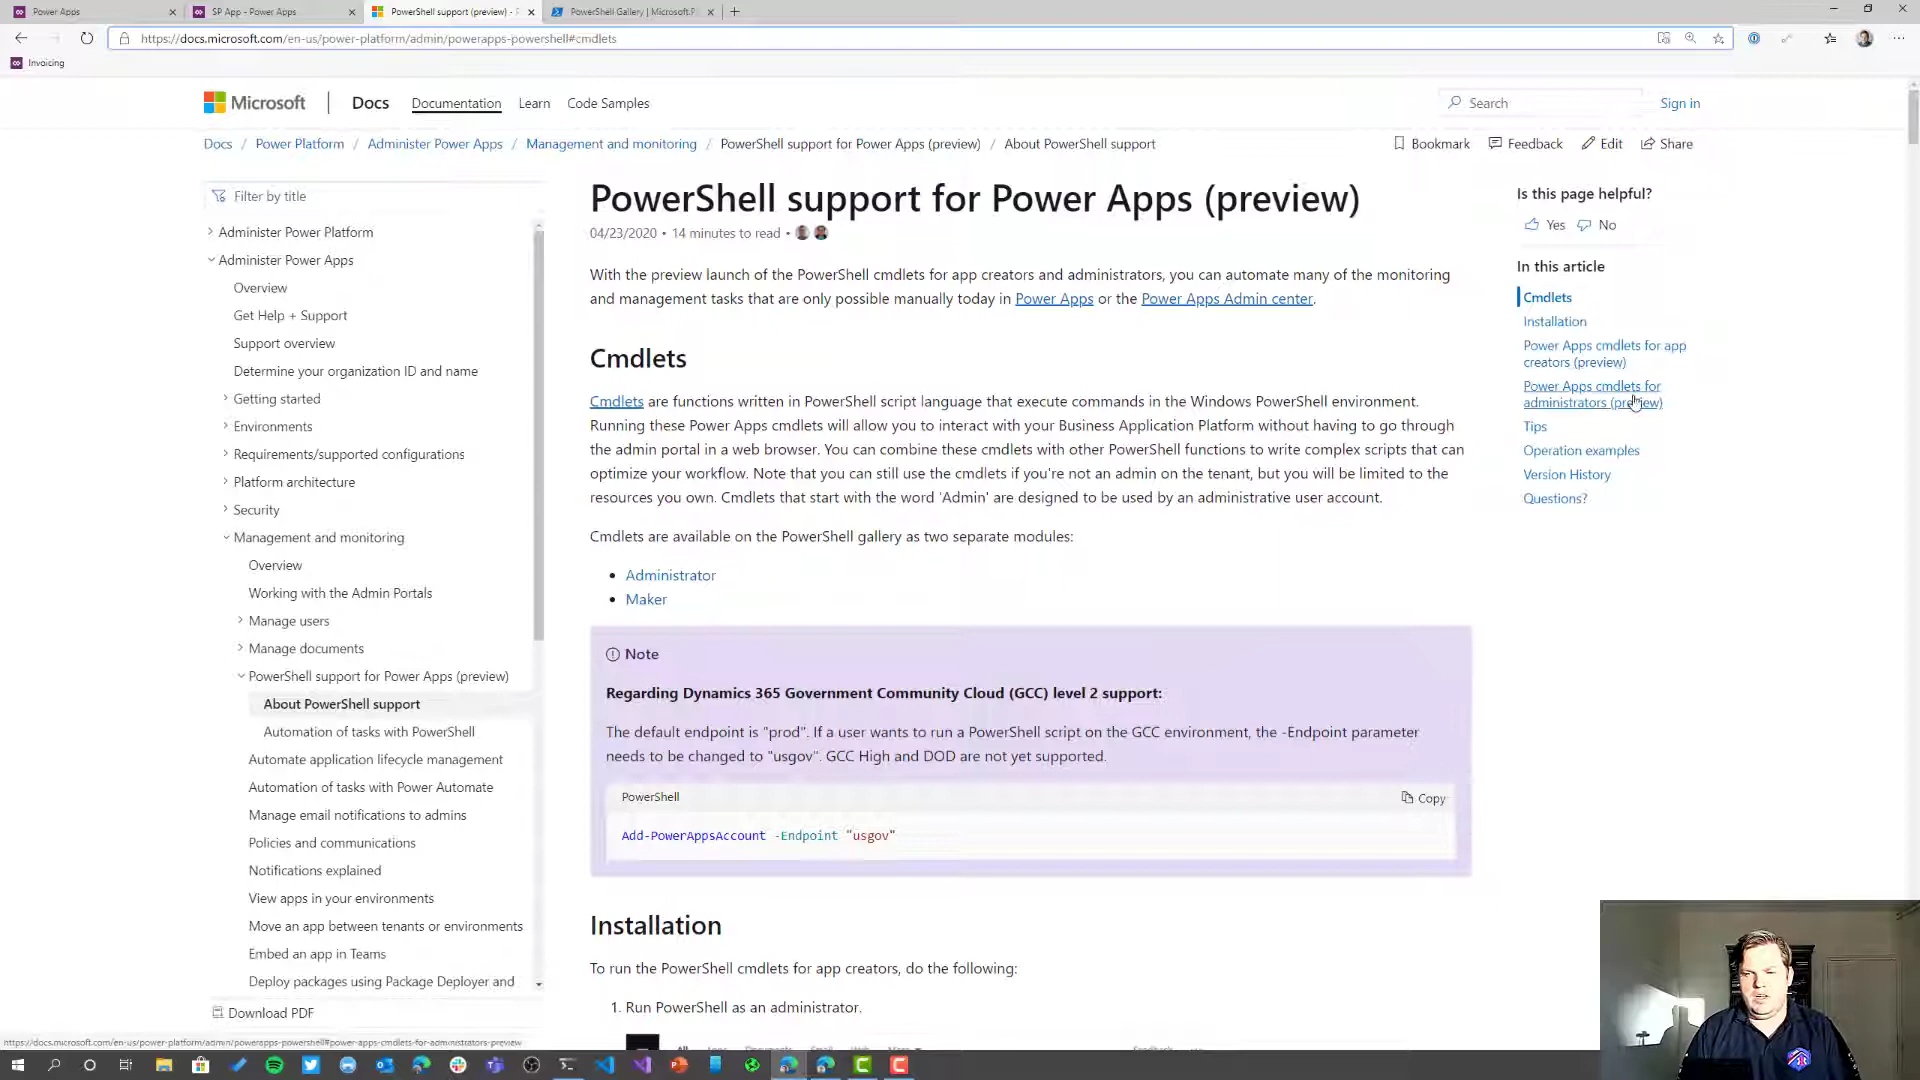 Power Apps
SP App - Power Apps
PowerShell support (preview) - P
PowerShell Gallery | Microsoft.P
https://docs.microsoft.com/en-us/power-platform/admin/powerapps-powershell#cmdlets
Invoicing
Microsoft
Docs
Documentation
Learn
Code Samples
Search
Sign in
Docs / Power Platform / Administer Power Apps / Management and monitoring / PowerShell support for Power Apps (preview) / About PowerShell support
Bookmark
Feedback
Edit
Share
Filter by title
Administer Power Platform
Administer Power Apps
Overview
Get Help + Support
Support overview
Determine your organization ID and name
Getting started
Environments
Requirements/supported configurations
Platform architecture
Security
Management and monitoring
Overview
Working with the Admin Portals
Manage users
Manage documents
PowerShell support for Power Apps (preview)
About PowerShell support
Automation of tasks with PowerShell
Automate application lifecycle management
Automation of tasks with Power Automate
Manage email notifications to admins
Policies and communications
Notifications explained
View apps in your environments
Move an app between tenants or environments
Embed an app in Teams
Deploy packages using Package Deployer and
Download PDF
PowerShell support for Power Apps (preview)
04/23/2020 • 14 minutes to read •
With the preview launch of the PowerShell cmdlets for app creators and administrators, you can automate many of the monitoring
and management tasks that are only possible manually today in Power Apps or the Power Apps Admin center.
Cmdlets
Cmdlets are functions written in PowerShell script language that execute commands in the Windows PowerShell environment.
Running these Power Apps cmdlets will allow you to interact with your Business Application Platform without having to go through
the admin portal in a web browser. You can combine these cmdlets with other PowerShell functions to write complex scripts that can
optimize your workflow. Note that you can still use the cmdlets if you're not an admin on the tenant, but you will be limited to the
resources you own. Cmdlets that start with the word 'Admin' are designed to be used by an administrative user account.
Cmdlets are available on the PowerShell gallery as two separate modules:
• Administrator
• Maker
Note
Regarding Dynamics 365 Government Community Cloud (GCC) level 2 support:
The default endpoint is "prod". If a user wants to run a PowerShell script on the GCC environment, the -Endpoint parameter
needs to be changed to "usgov". GCC High and DOD are not yet supported.
PowerShell
Copy
Add-PowerAppsAccount -Endpoint "usgov"
Installation
To run the PowerShell cmdlets for app creators, do the following:
1. Run PowerShell as an administrator.
Is this page helpful?
Yes
No
In this article
Cmdlets
Installation
Power Apps cmdlets for app
creators (preview)
Power Apps cmdlets for
administrators (preview)
Tips
Operation examples
Version History
Questions?
https://docs.microsoft.com/en-us/power-platform/admin/powerapps-powershell#power-apps-cmdlets-for-administrators-preview